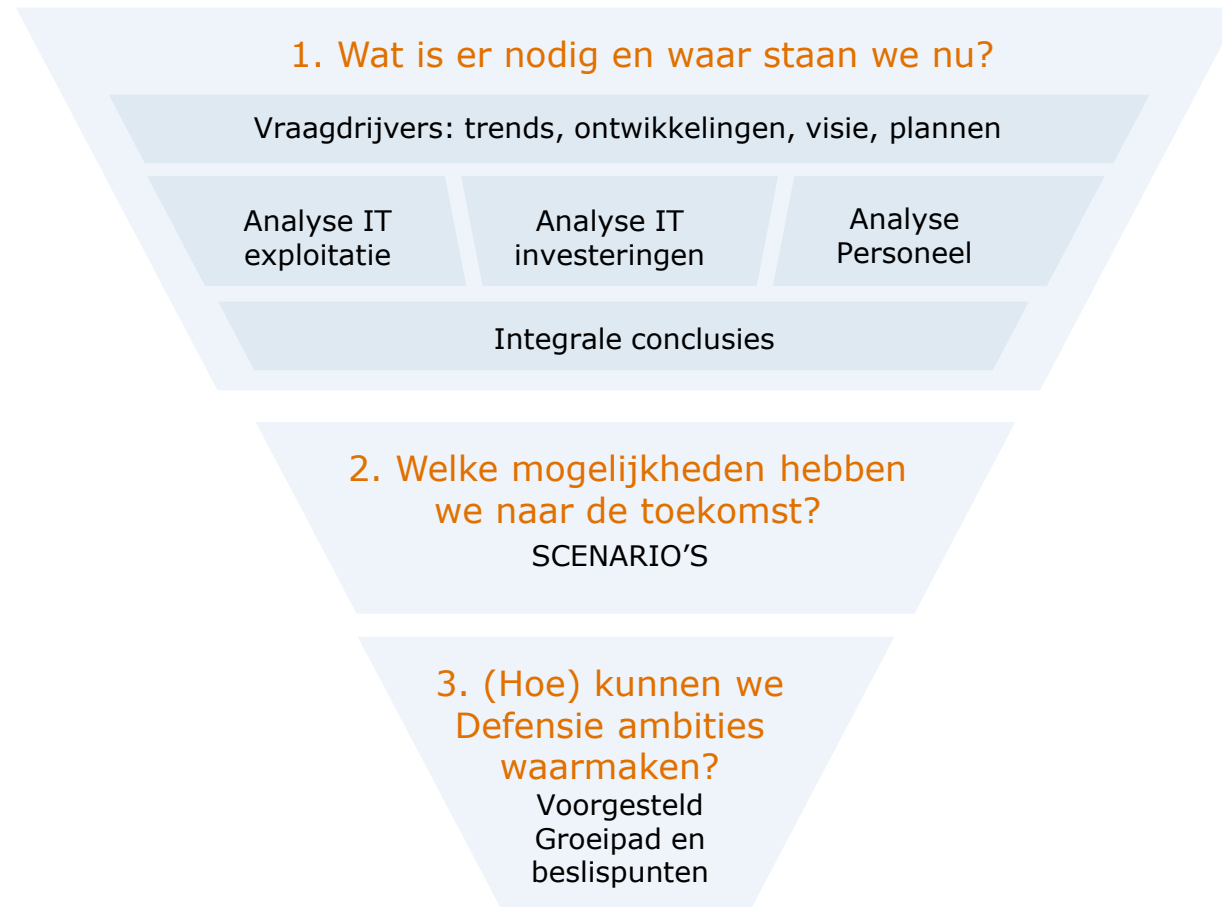 1. Wat is er nodig en waar staan we nu?
Vraagdrijvers: trends, ontwikkelingen, visie, plannen
Analyse IT
exploitatie
Analyse IT
investeringen
Analyse
Personeel
Integrale conclusies
2. Welke mogelijkheden hebben
we naar de toekomst?
SCENARIO’S
3. (Hoe) kunnen we
Defensie ambities
waarmaken?
Voorgesteld
Groeipad en
beslispunten